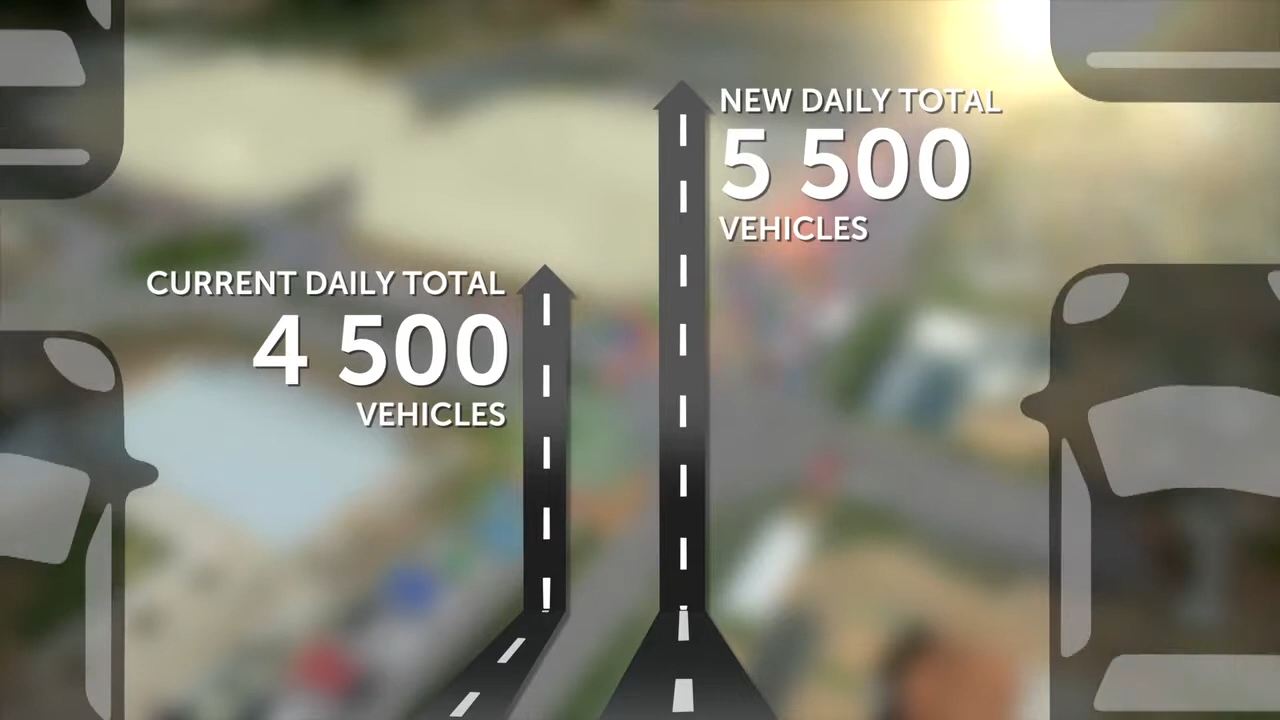 CURRENT DAILY TOTAL
4 500
VEHICLES
NEW DAILY TOTAL
5 500
VEHICLES